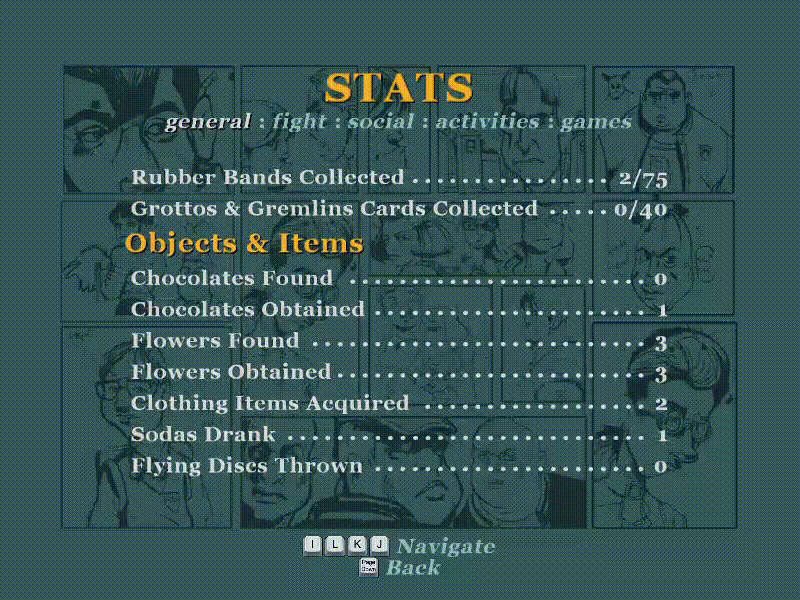 STATS
general : fight : social : activities : games
Rubber Bands Collected ................ 2/75
Grottos & Gremlins Cards Collected ..... 0/40
Objects & Items
Chocolates Found ........................ 0
Chocolates Obtained ...................... 1
Flowers Found ........................... 3
Flowers Obtained ......................... 3
Clothing Items Acquired .................. 2
Sodas Drank ............................. 1
Flying Discs Thrown ...................... 0
I L K J Navigate
Page Down Back